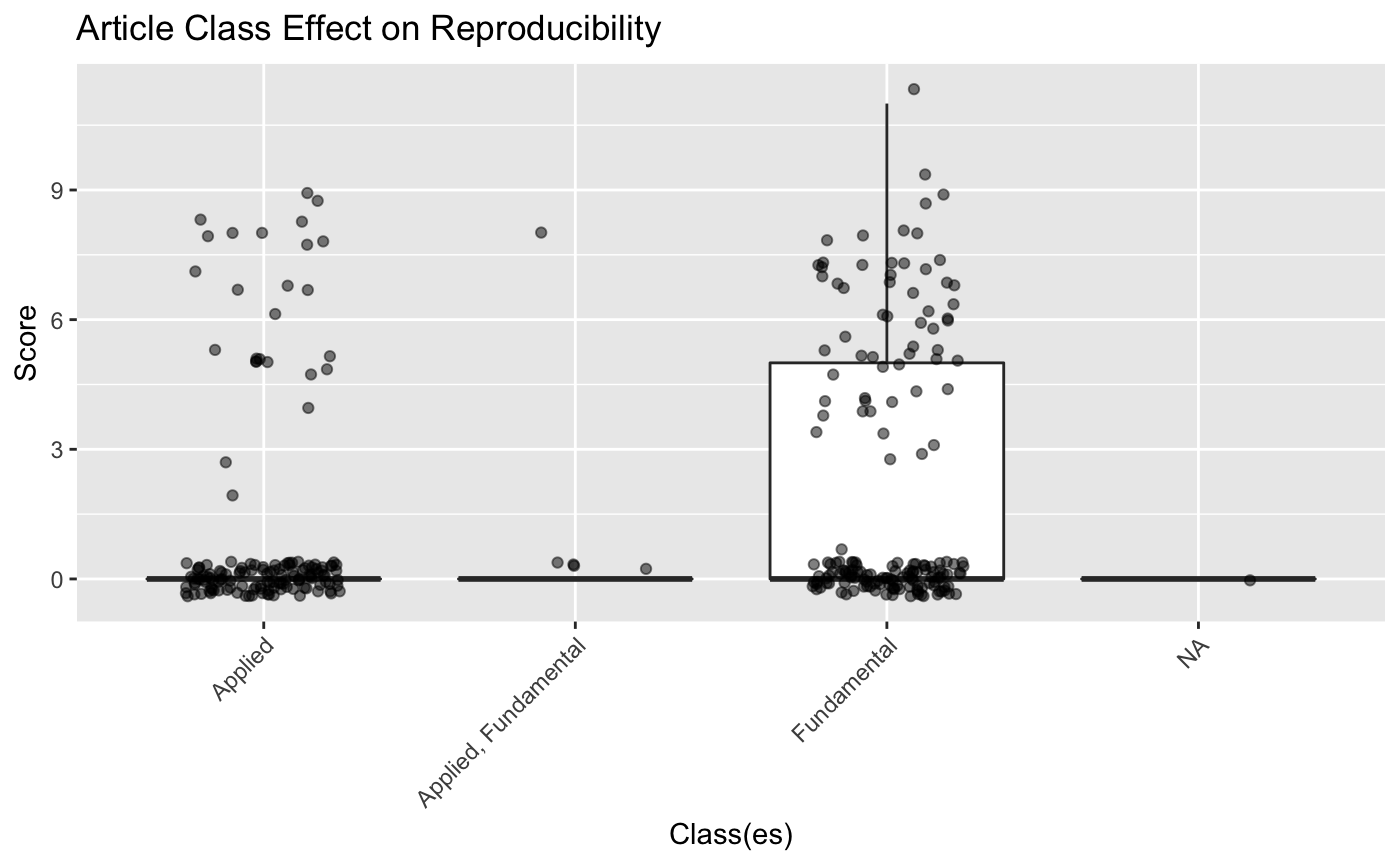 Article Class Effect on Reproducibility
Score
9
6
3
0
Applied
Applied, Fundamental
Fundamental
NA
Class(es)